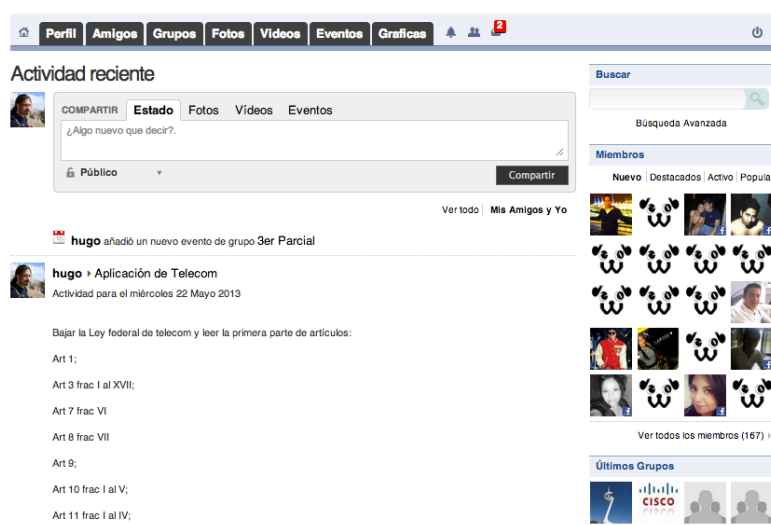 Perfil Amigos Grupos Fotos Videos Eventos Graficas 2
Actividad reciente
COMPARTIR Estado Fotos Vídeos Eventos
¿Algo nuevo que decir?.
Público
Compartir
Ver todo Mis Amigos y Yo
hugo añadió un nuevo evento de grupo 3er Parcial
hugo Aplicación de Telecom
Actividad para el miércoles 22 Mayo 2013
Bajar la Ley federal de telecom y leer la primera parte de artículos:
Art 1;
Art 3 frac I al XVII;
Art 7 frac VI
Art 8 frac VII
Art 9;
Art 10 frac I al V;
Art 11 frac I al IV;
Buscar
Búsqueda Avanzada
Miembros
Nuevo Destacados Activo Popula
Ver todos los miembros (167)
Últimos Grupos
CISCO